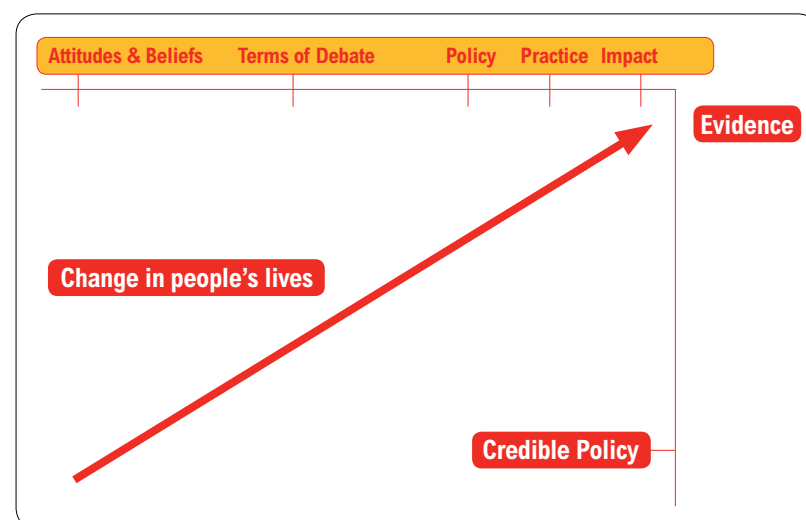 Attitudes & Beliefs Terms of Debate Policy Practice Impact
Evidence
Change in people’s lives
Credible Policy